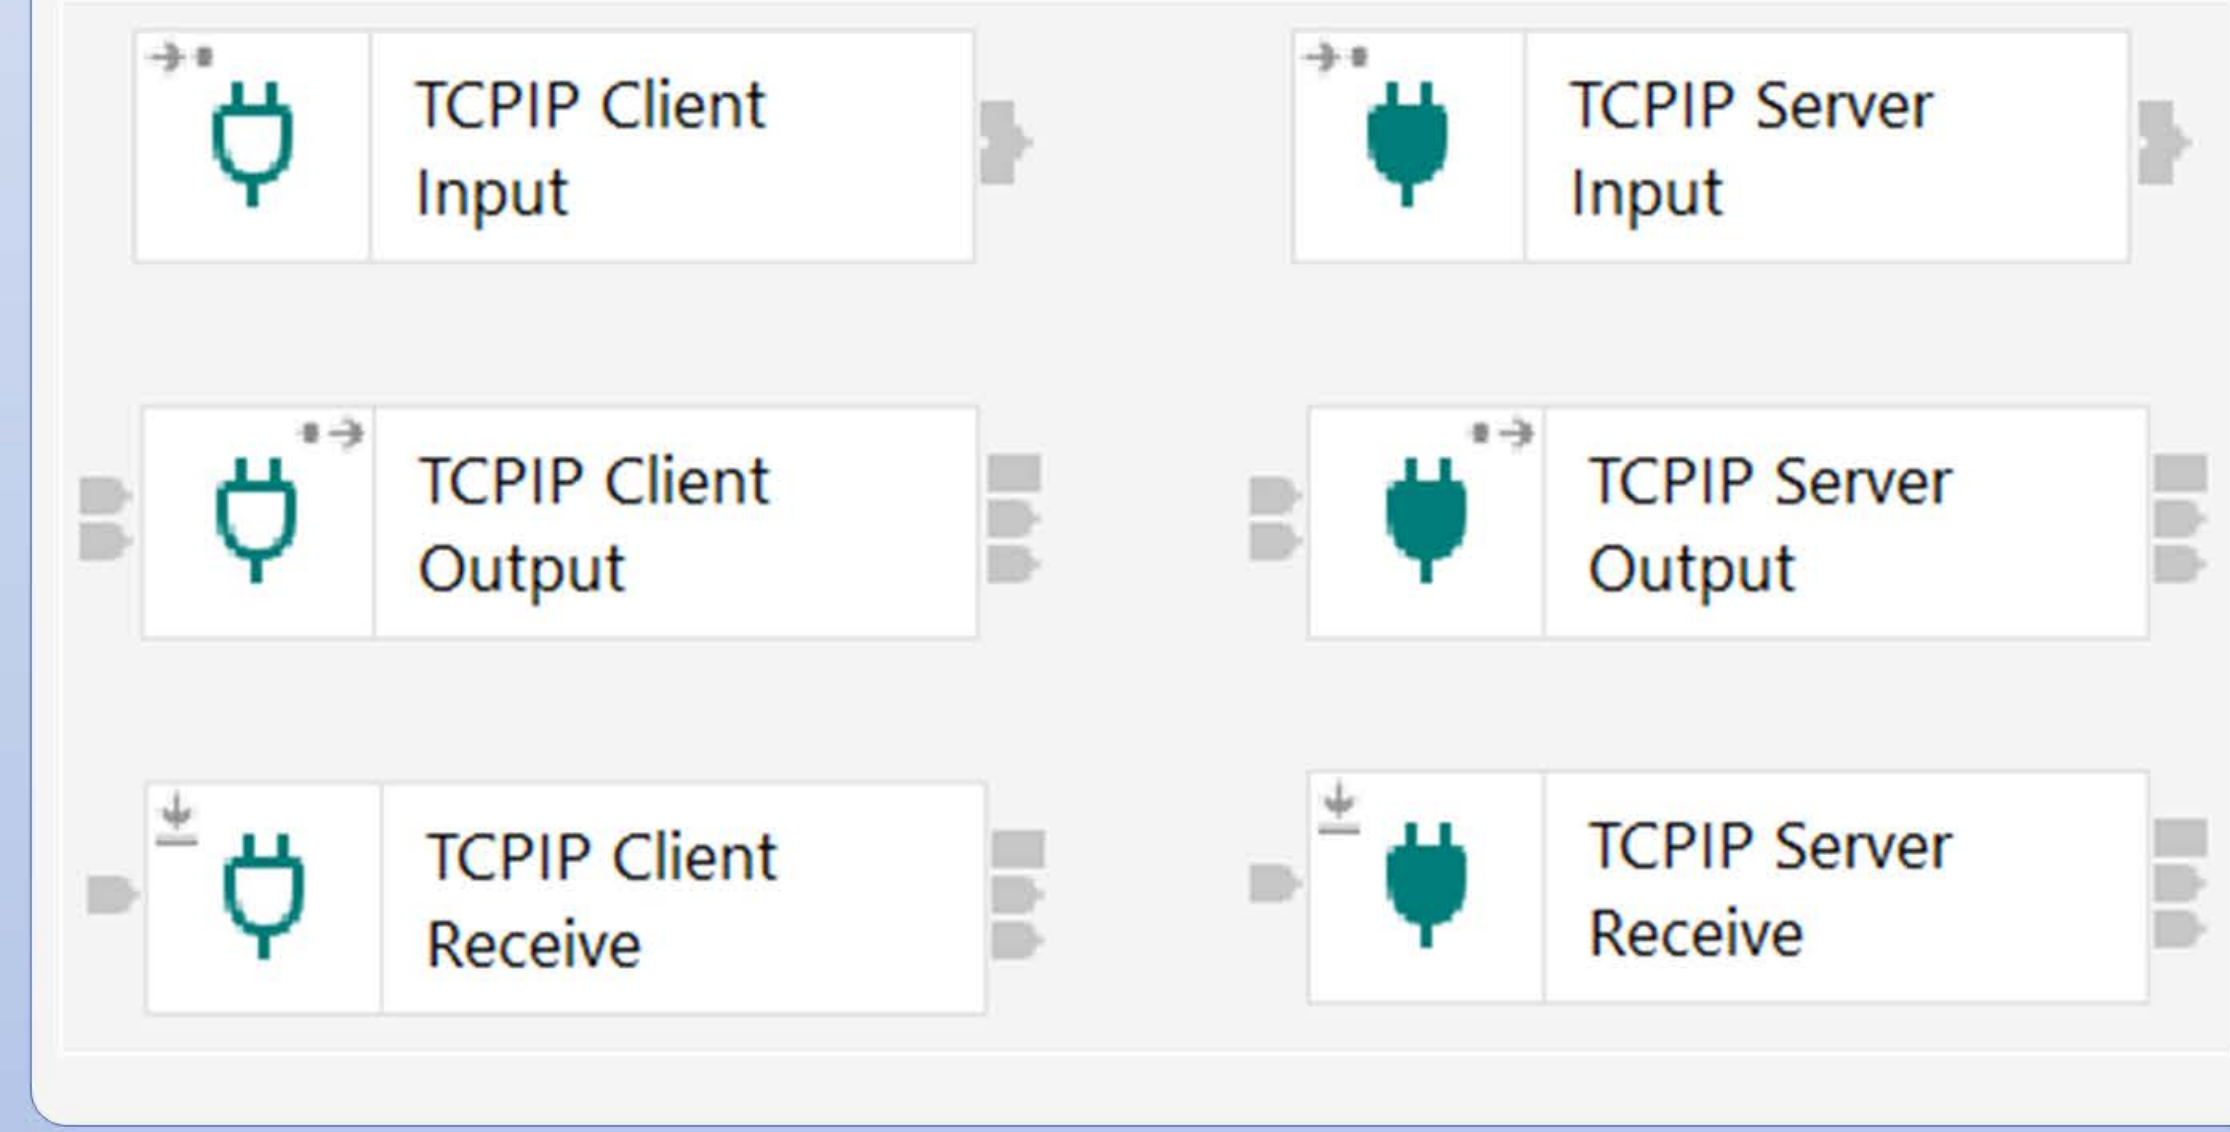 TCPIP Client
Input
TCPIP Server
Input
TCPIP Client
Output
TCPIP Server
Output
TCPIP Client
Receive
TCPIP Server
Receive